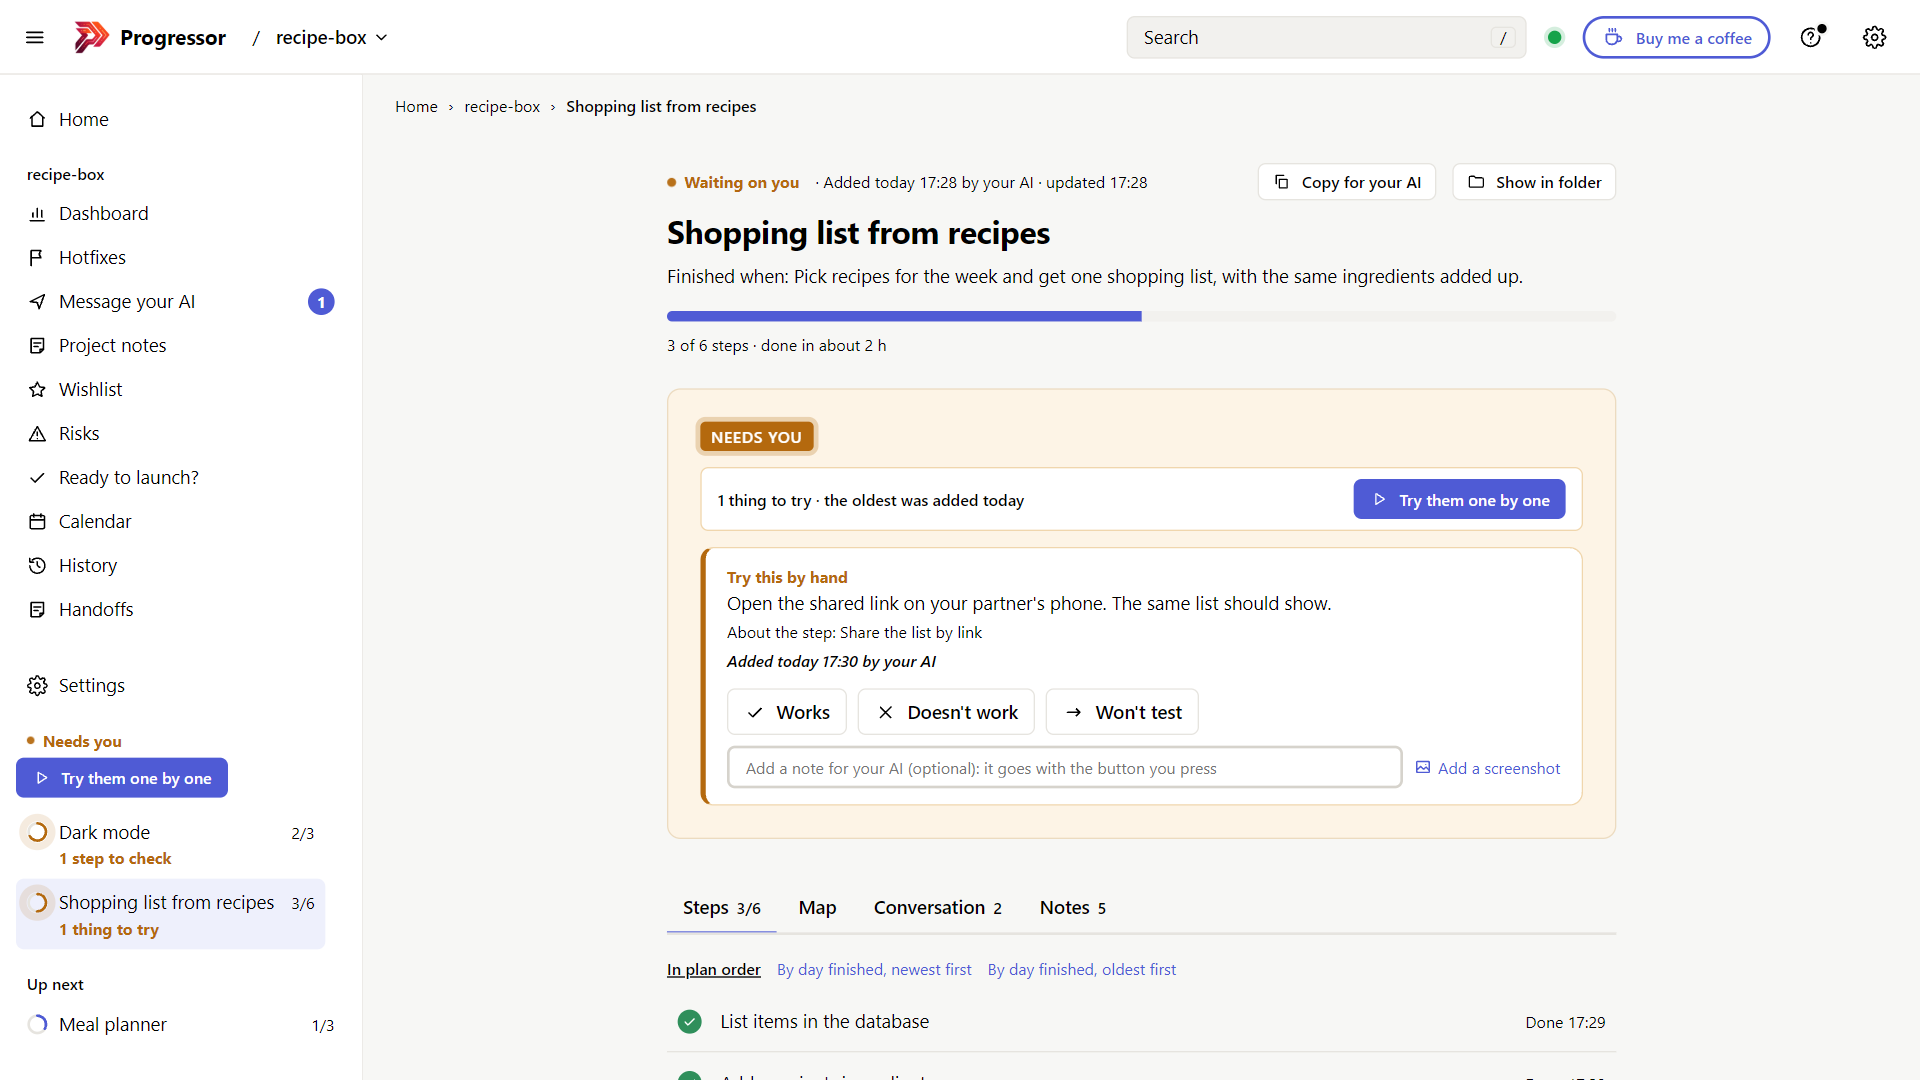 Progressor / recipe-box
Search /
Buy me a coffee
Home
recipe-box
Dashboard
Hotfixes
Message your AI 1
Project notes
Wishlist
Risks
Ready to launch?
Calendar
History
Handoffs
Settings
Needs you
Try them one by one
Dark mode 2/3
1 step to check
Shopping list from recipes 3/6
1 thing to try
Up next
Meal planner 1/3
Home › recipe-box › Shopping list from recipes
Waiting on you · Added today 17:28 by your AI · updated 17:28
Copy for your AI
Show in folder
Shopping list from recipes
Finished when: Pick recipes for the week and get one shopping list, with the same ingredients added up.
3 of 6 steps · done in about 2 h
NEEDS YOU
1 thing to try · the oldest was added today
Try them one by one
Try this by hand
Open the shared link on your partner's phone. The same list should show.
About the step: Share the list by link
Added today 17:30 by your AI
Works
Doesn't work
Won't test
Add a note for your AI (optional): it goes with the button you press
Add a screenshot
Steps 3/6 Map Conversation 2 Notes 5
In plan order By day finished, newest first By day finished, oldest first
List items in the database Done 17:29